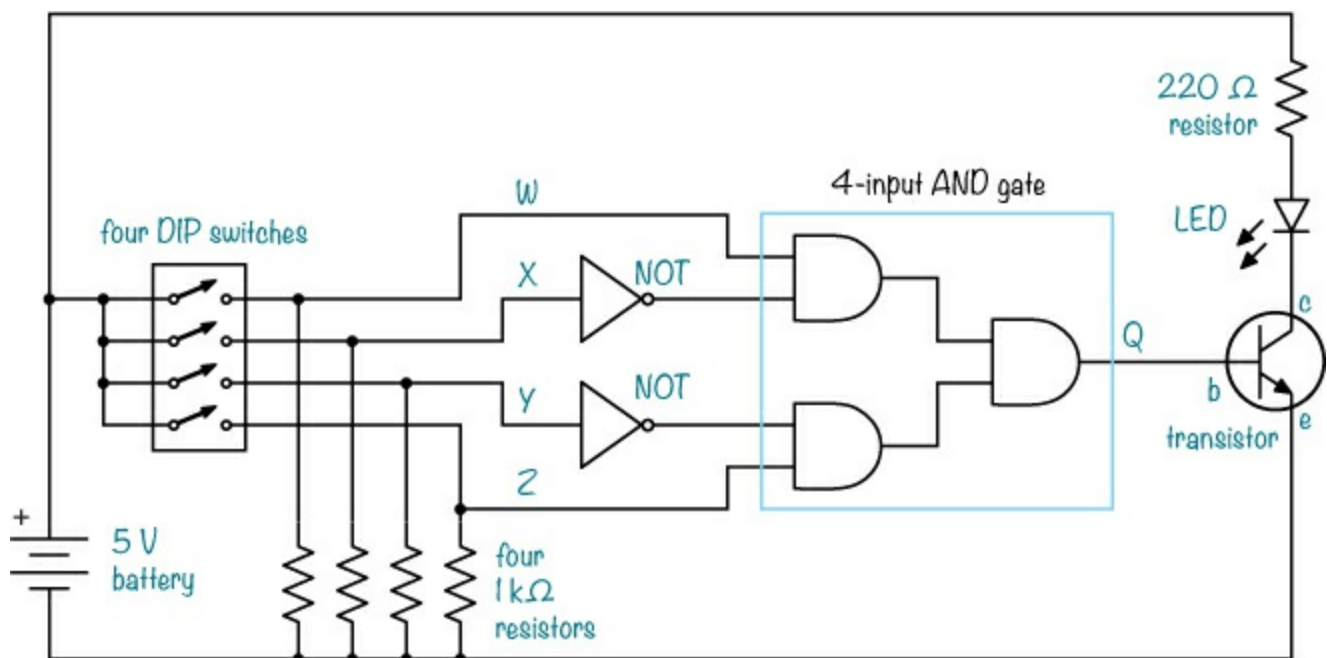 220 Ω
resistor
4-input AND gate
W
LED
four DIP switches
X
NOT
c
Q
NOT
Y
b
e
transistor
Z
+
5 V
battery
four
1 kΩ
resistors